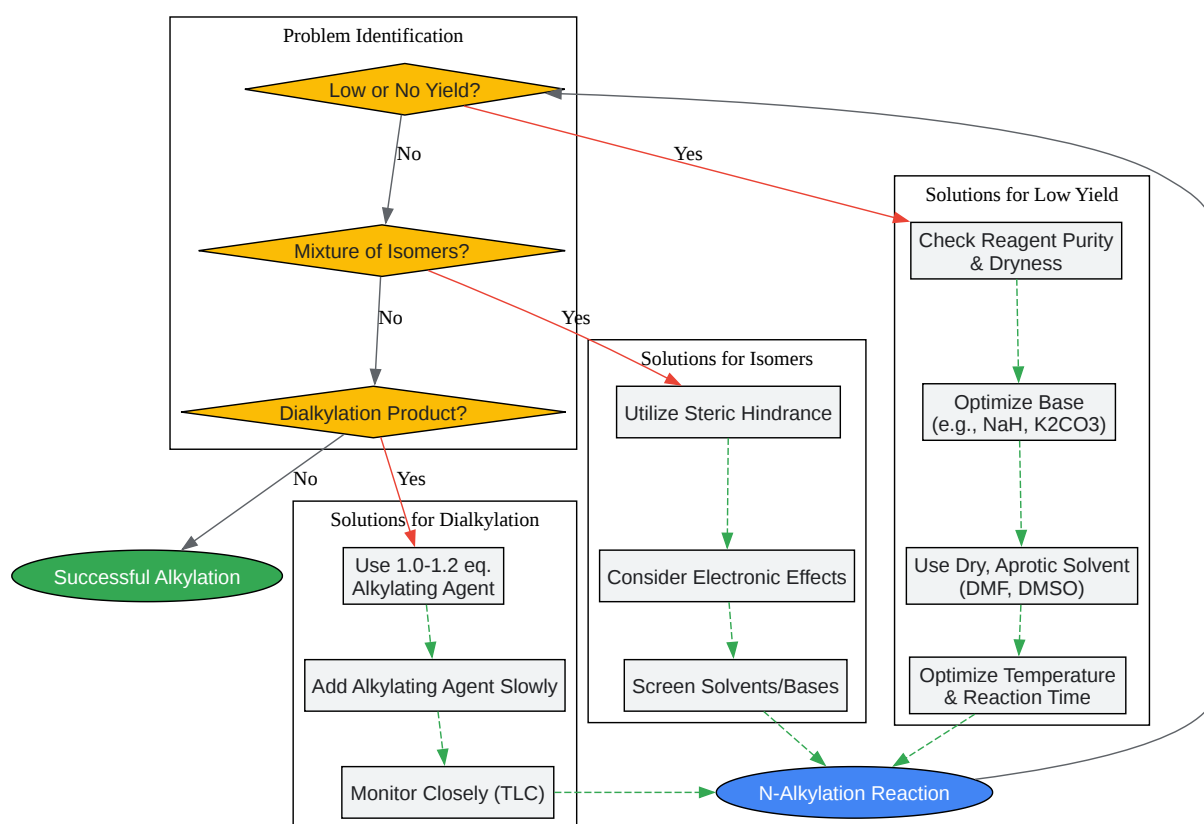 Problem Identification
Low or No Yield?
No
Yes
Mixture of Isomers?
No
Yes
Dialkylation Product?
No
Yes
Successful Alkylation
Solutions for Low Yield
Check Reagent Purity
& Dryness
Optimize Base
(e.g., NaH, K2CO3)
Use Dry, Aprotic Solvent
(DMF, DMSO)
Optimize Temperature
& Reaction Time
Solutions for Isomers
Utilize Steric Hindrance
Consider Electronic Effects
Screen Solvents/Bases
Solutions for Dialkylation
Use 1.0-1.2 eq.
Alkylating Agent
Add Alkylating Agent Slowly
Monitor Closely (TLC)
N-Alkylation Reaction